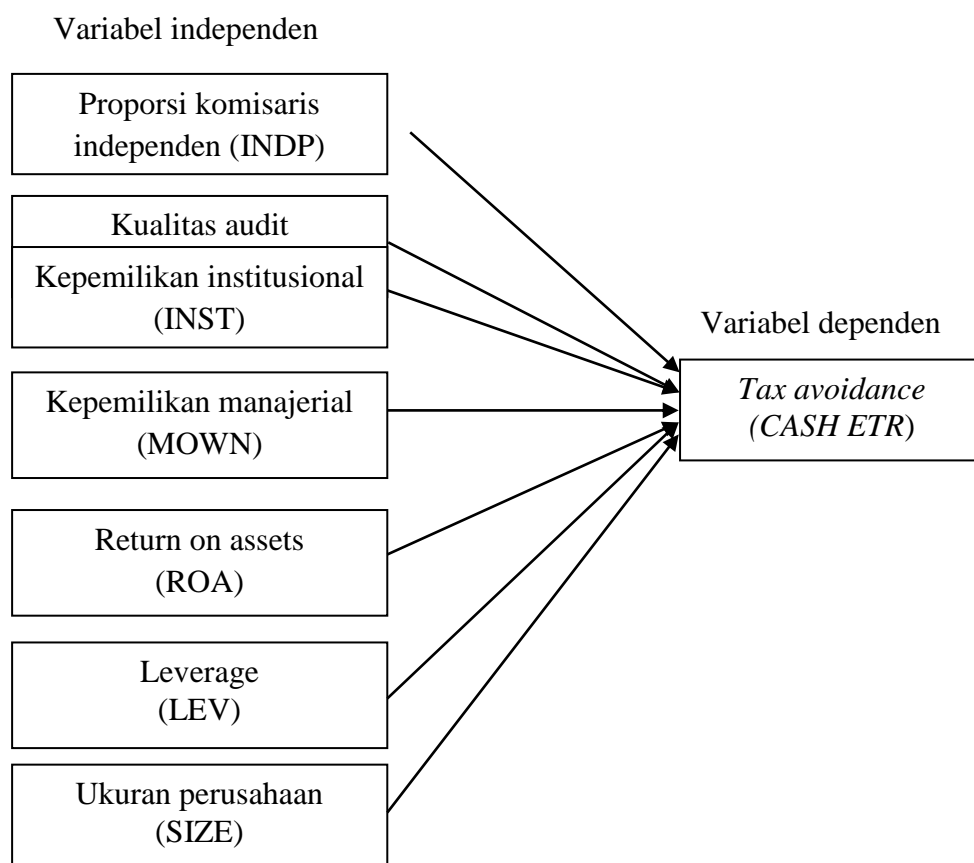 Variabel independen
Proporsi komisaris
independen (INDP)
Kualitas audit
Kepemilikan institusional
(INST)
Kepemilikan manajerial
(MOWN)
Return on assets
(ROA)
Leverage
(LEV)
Ukuran perusahaan
(SIZE)
Variabel dependen
Tax avoidance
(CASH ETR)